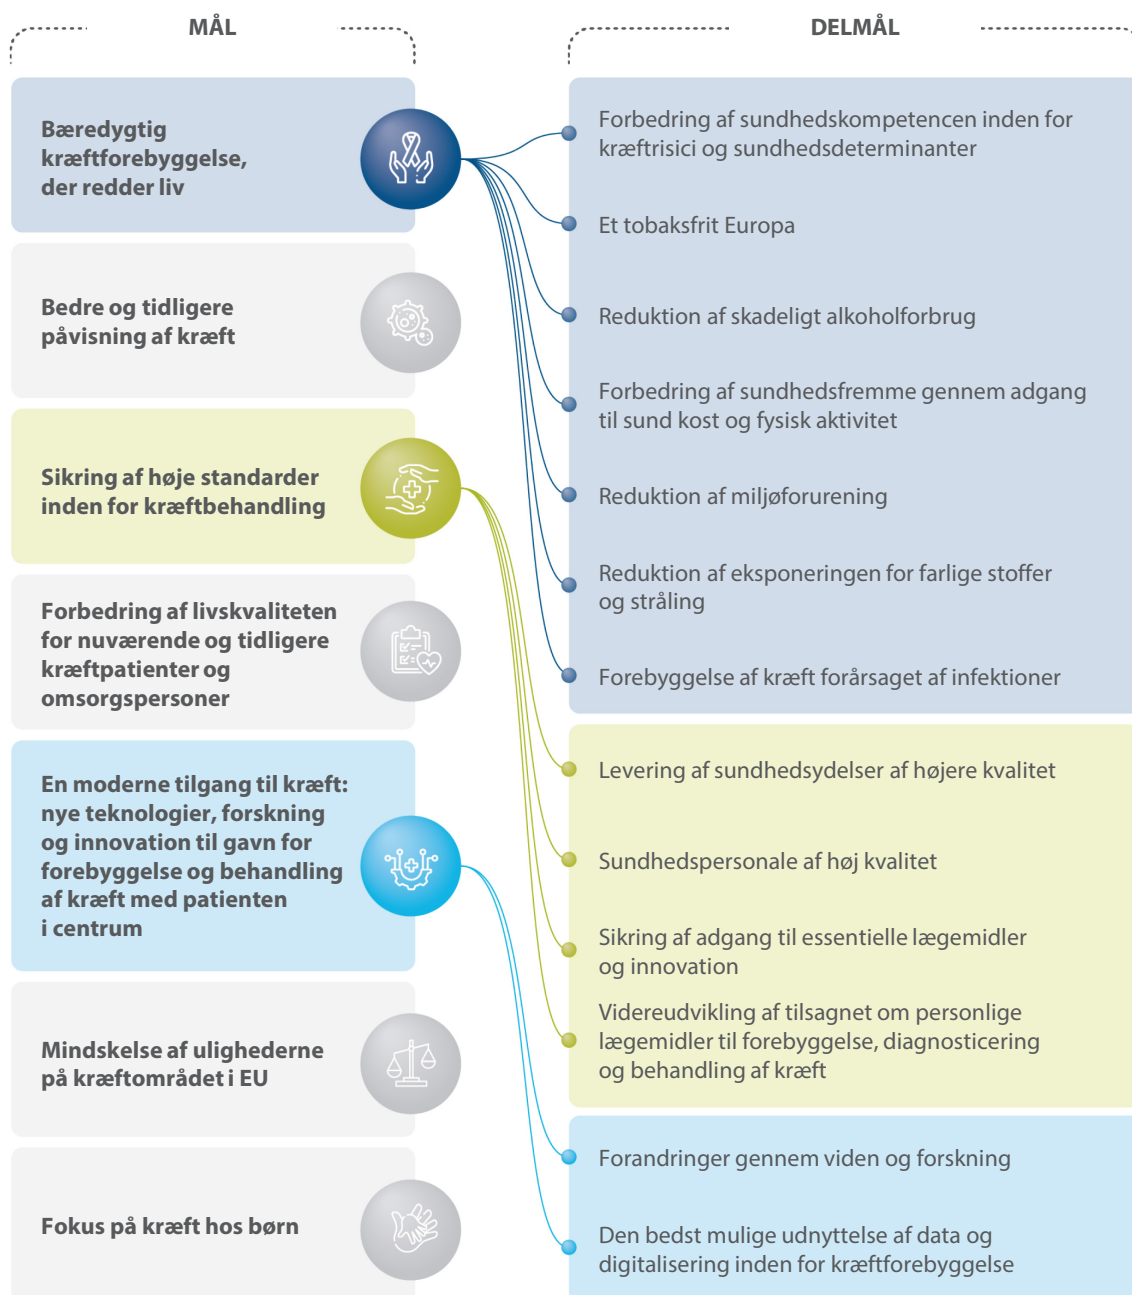 MÅL
Bæredygtig
kræftforebyggelse,
der redder liv
Bedre og tidligere
påvisning af kræft
Sikring af høje standarder
inden for kræftbehandling
Forbedring af livskvaliteten
for nuværende og tidligere
kræftpatienter og
omsorgspersoner
En moderne tilgang til kræft:
nye teknologier, forskning
og innovation til gavn for
forebyggelse og behandling
af kræft med patienten
i centrum
Mindskelse af ulighederne
på kræftområdet i EU
Fokus på kræft hos børn
DELMÅL
Forbedring af sundhedskompetencen inden for
kræftrisici og sundhedsdeterminanter
Et tobaksfrit Europa
Reduktion af skadeligt alkoholforbrug
Forbedring af sundhedsfremme gennem adgang
til sund kost og fysisk aktivitet
Reduktion af miljøforurening
Reduktion af eksponeringen for farlige stoffer
og stråling
Forebyggelse af kræft forårsaget af infektioner
Levering af sundhedsydelser af højere kvalitet
Sundhedspersonale af høj kvalitet
Sikring af adgang til essentielle lægemidler
og innovation
Videreudvikling af tilsagnet om personlige
lægemidler til forebyggelse, diagnosticering
og behandling af kræft
Forandringer gennem viden og forskning
Den bedst mulige udnyttelse af data og
digitalisering inden for kræftforebyggelse